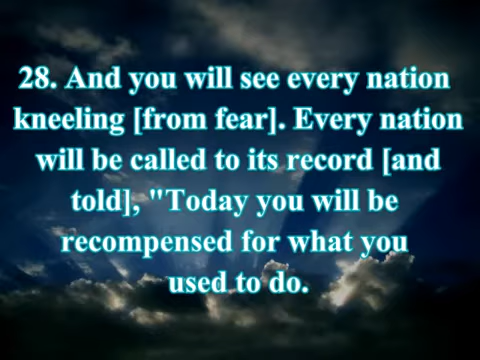 28. And you will see every nation
kneeling [from fear]. Every nation
will be called to its record [and
told], "Today you will be
recompensed for what you
used to do.